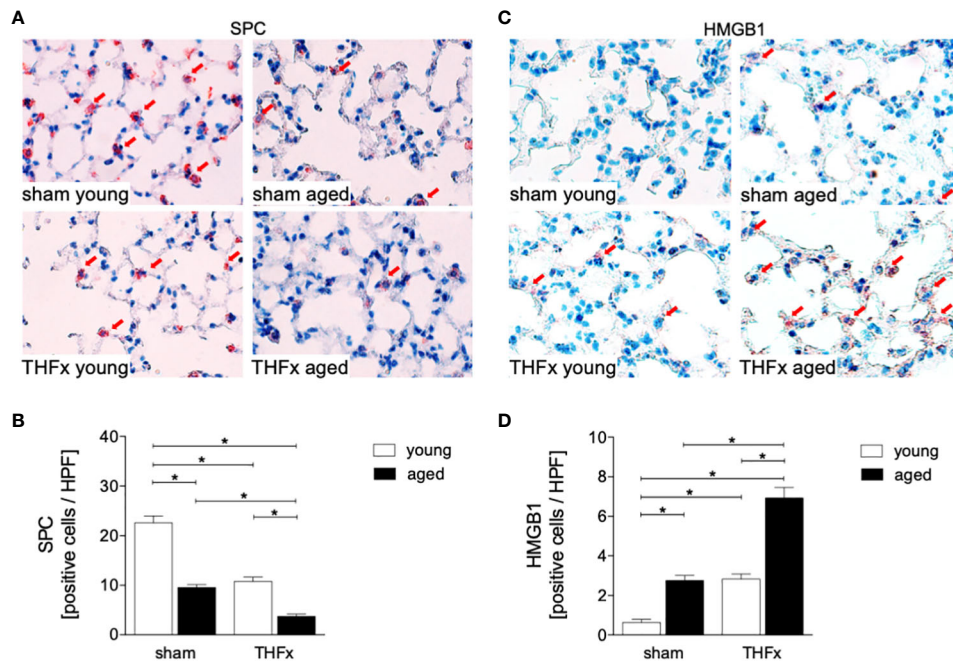 A
SPC
sham young
sham aged
THFx young
THFx aged
C
HMGB1
sham young
sham aged
THFx young
THFx aged
B
SPC
[positive cells / HPF]
40
30
20
10
0
*
*
*
*
*
sham
THFx
young
aged
D
HMGB1
[positive cells / HPF]
10
8
6
4
2
0
*
*
*
*
*
*
sham
THFx
young
aged